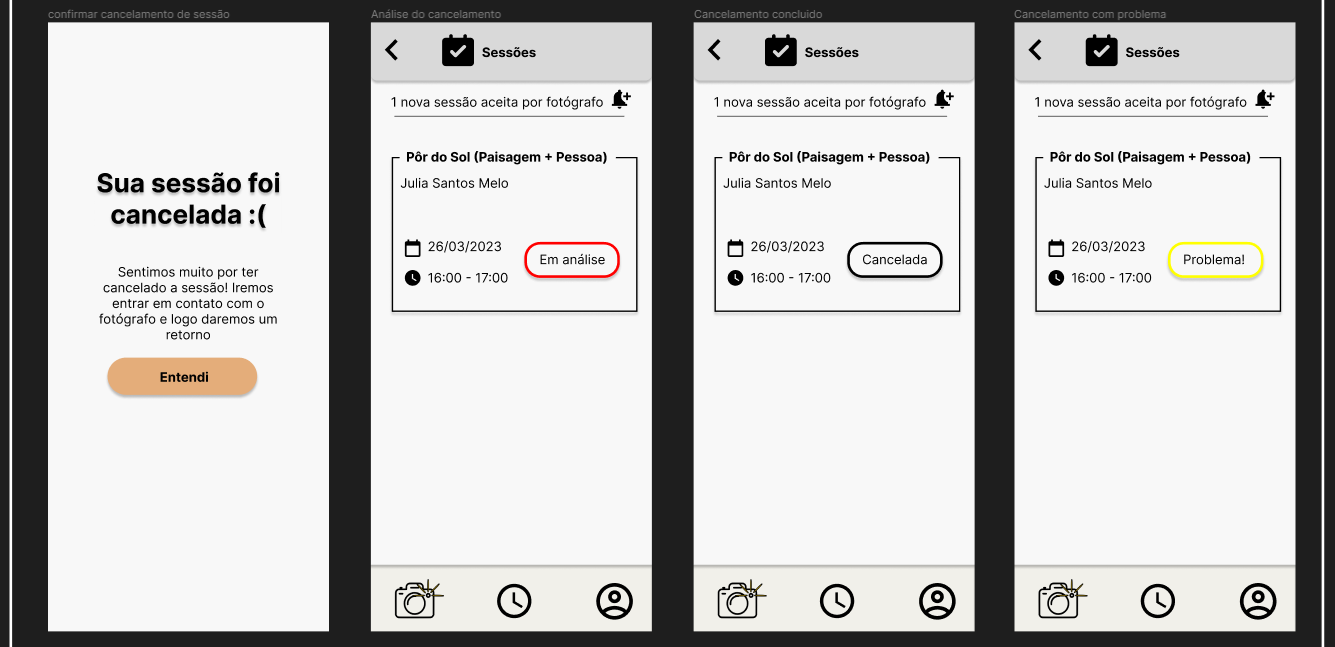 confirmar cancelamento de sessão
Sua sessão foi
cancelada :(
Sentimos muito por ter
cancelado a sessão! Iremos
entrar em contato com o
fotógrafo e logo daremos um
retorno
Entendi
Análise do cancelamento
Sessões
1 nova sessão aceita por fotógrafo
Pôr do Sol (Paisagem + Pessoa)
Julia Santos Melo
26/03/2023
16:00 - 17:00
Em análise
Cancelamento concluido
Sessões
1 nova sessão aceita por fotógrafo
Pôr do Sol (Paisagem + Pessoa)
Julia Santos Melo
26/03/2023
16:00 - 17:00
Cancelada
Cancelamento com problema
Sessões
1 nova sessão aceita por fotógrafo
Pôr do Sol (Paisagem + Pessoa)
Julia Santos Melo
26/03/2023
16:00 - 17:00
Problema!